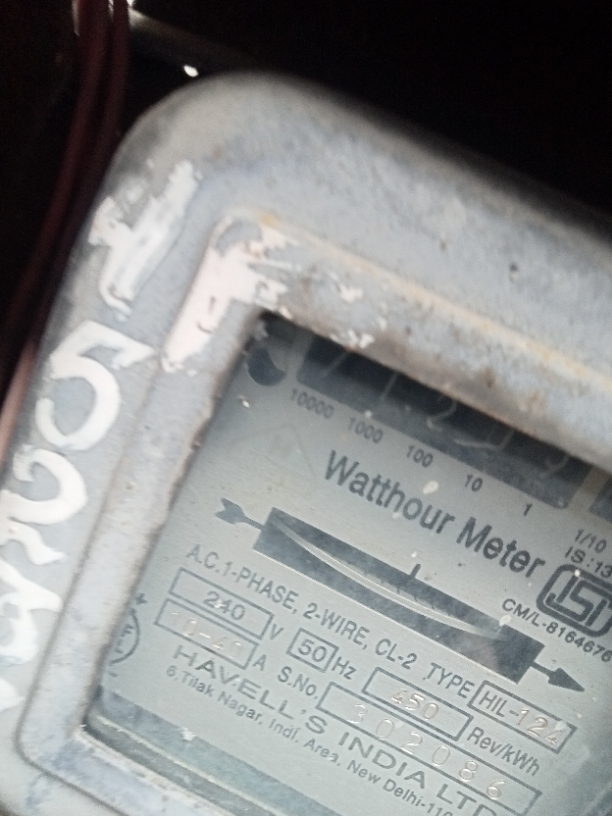 10000 1000 100 10 1 1/10
Watthour Meter
IS:13
CM/L-8164676
A.C.1-PHASE, 2-WIRE, CL-2 TYPE HIL-124
240 V 50 Hz 450 Rev/kWh
A S.No. 302086
HAVELL'S INDIA LTD
6,Tilak Nagar, Indl. Area, New Delhi-110